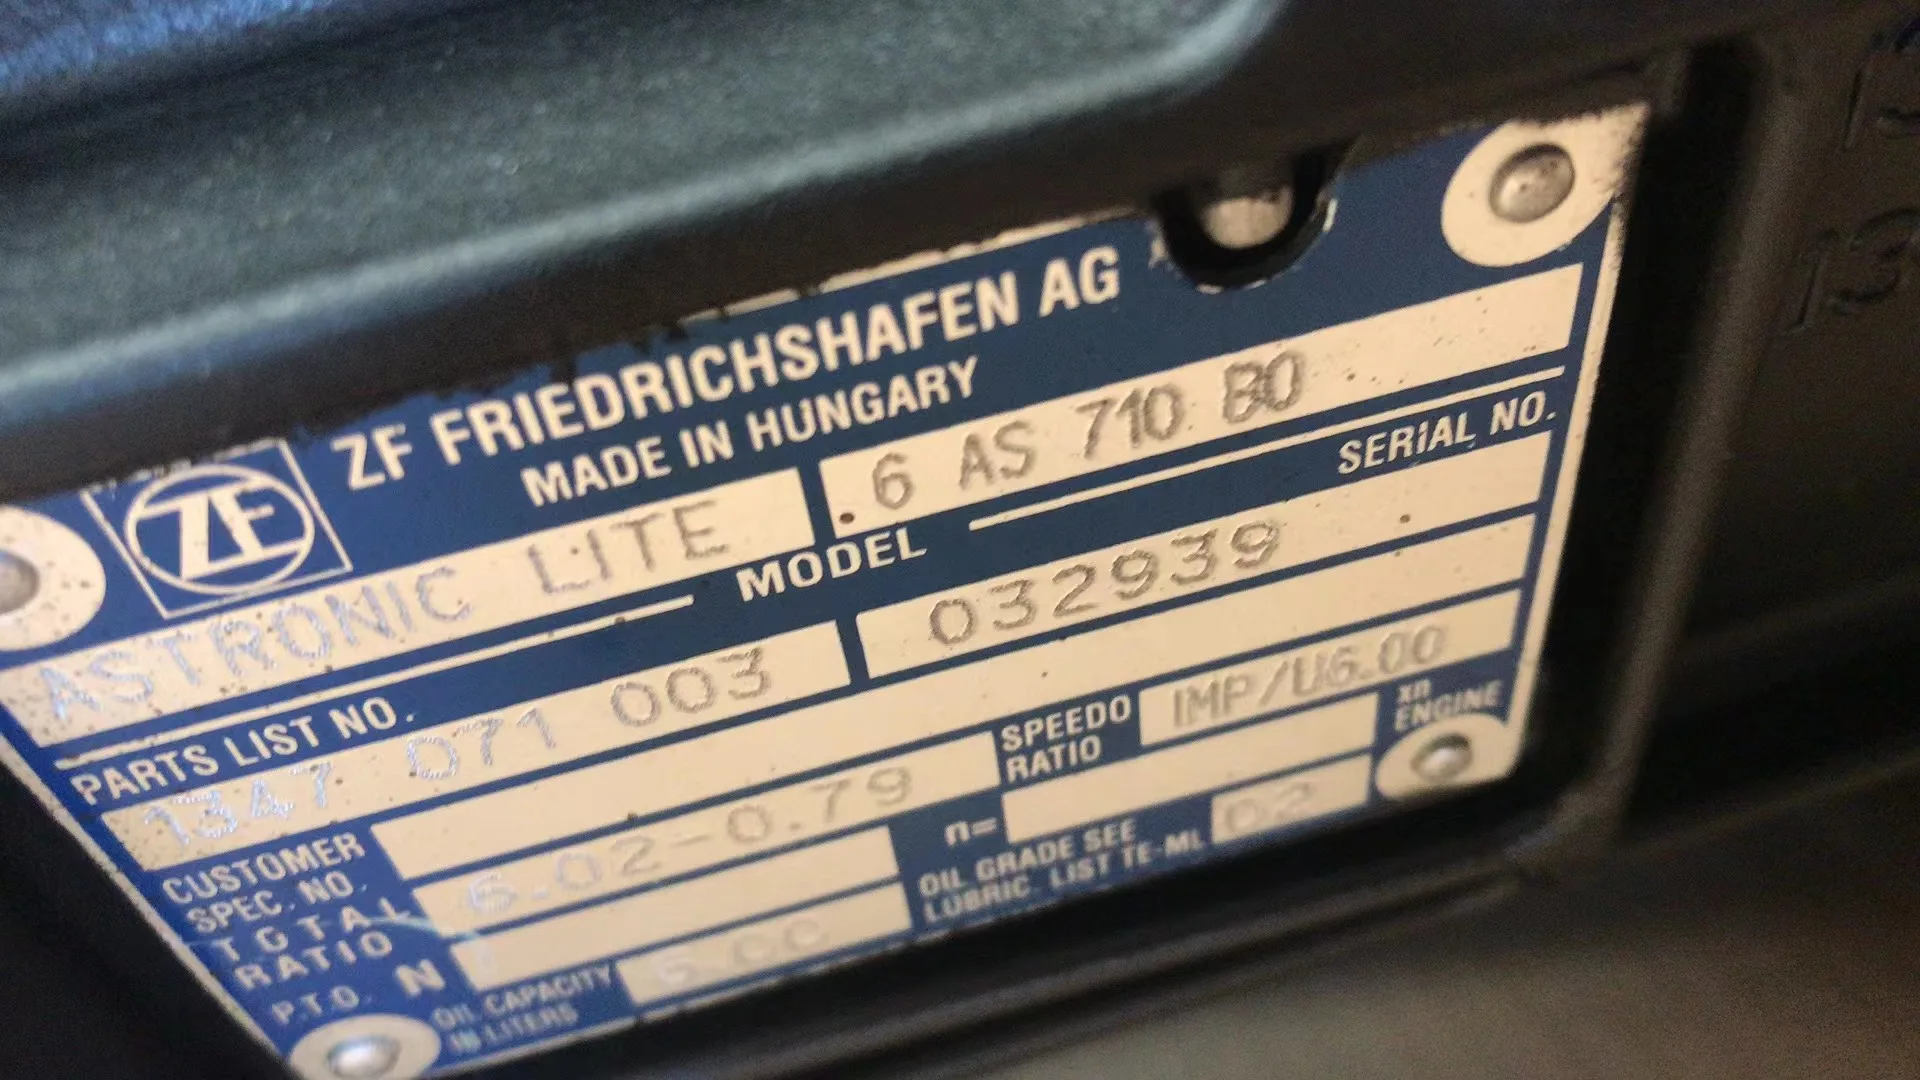 ZF FRIEDRICHSHAFEN AG
MADE IN HUNGARY
ZF
ASTRONIC LITE 6 AS 710 BO
MODEL
PARTS LIST NO. SERIAL NO.
1347 071 003 032939
CUSTOMER
SPEC. NO.
TOTAL
RATIO 6.02-0.79
SPEEDO
RATIO IMP/U6.00
P.T.O. N
n= xn
ENGINE
OIL CAPACITY
IN LITERS 6.00
OIL GRADE SEE
LUBRIC. LIST TE-ML 02